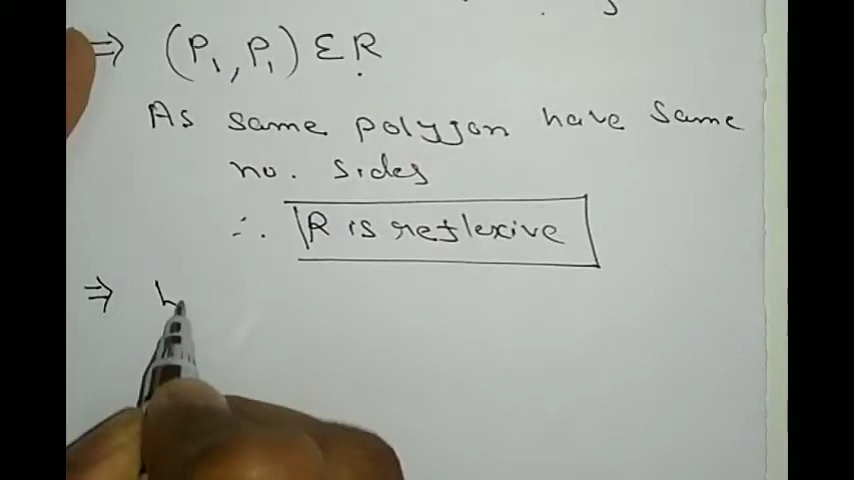 ⇒ (P₁, P₁) ∈ R
As same polygon have same
no. sides
∴ R is reflexive
⇒